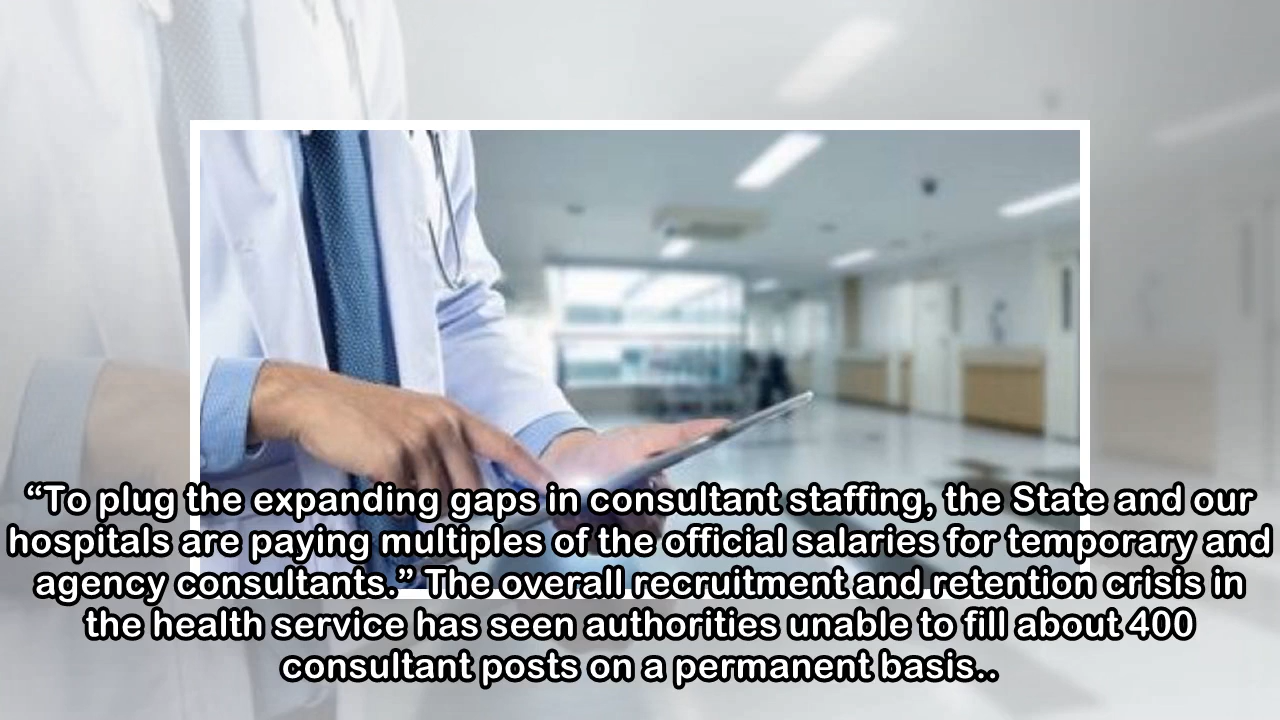 “To plug the expanding gaps in consultant staffing, the State and our
hospitals are paying multiples of the official salaries for temporary and
agency consultants.” The overall recruitment and retention crisis in
the health service has seen authorities unable to fill about 400
consultant posts on a permanent basis..